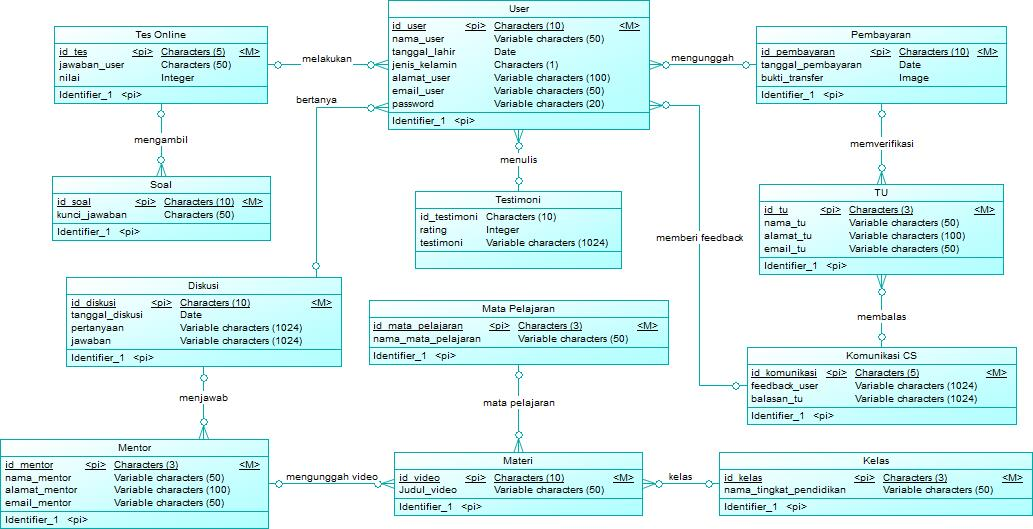 User
id_user <pi> Characters (10) <M>
nama_user Variable characters (50)
tanggal_lahir Date
jenis_kelamin Characters (1)
alamat_user Variable characters (100)
email_user Variable characters (50)
password Variable characters (20)
Identifier_1 <pi>
Tes Online
id_tes <pi> Characters (5) <M>
jawaban_user Characters (50)
nilai Integer
Identifier_1 <pi>
melakukan
mengunggah
Pembayaran
id_pembayaran <pi> Characters (10) <M>
tanggal_pembayaran Date
bukti_transfer Image
Identifier_1 <pi>
bertanya
mengambil
menulis
memverifikasi
Soal
id_soal <pi> Characters (10) <M>
kunci_jawaban Characters (50)
Identifier_1 <pi>
Testimoni
id_testimoni Characters (10)
rating Integer
testimoni Variable characters (1024)
TU
id_tu <pi> Characters (3) <M>
nama_tu Variable characters (50)
alamat_tu Variable characters (100)
email_tu Variable characters (50)
Identifier_1 <pi>
memberi feedback
Diskusi
id_diskusi <pi> Characters (10) <M>
tanggal_diskusi Date
pertanyaan Variable characters (1024)
jawaban Variable characters (1024)
Identifier_1 <pi>
Mata Pelajaran
id_mata_pelajaran <pi> Characters (3) <M>
nama_mata_pelajaran Variable characters (50)
Identifier_1 <pi>
membalas
Komunikasi CS
id_komunikasi <pi> Characters (5) <M>
feedback_user Variable characters (1024)
balasan_tu Variable characters (1024)
Identifier_1 <pi>
menjawab
mata pelajaran
Mentor
id_mentor <pi> Characters (3) <M>
nama_mentor Variable characters (50)
alamat_mentor Variable characters (100)
email_mentor Variable characters (50)
Identifier_1 <pi>
mengunggah video
Materi
id_video <pi> Characters (10) <M>
Judul_video Variable characters (50)
Identifier_1 <pi>
kelas
Kelas
id_kelas <pi> Characters (3) <M>
nama_tingkat_pendidikan Variable characters (50)
Identifier_1 <pi>